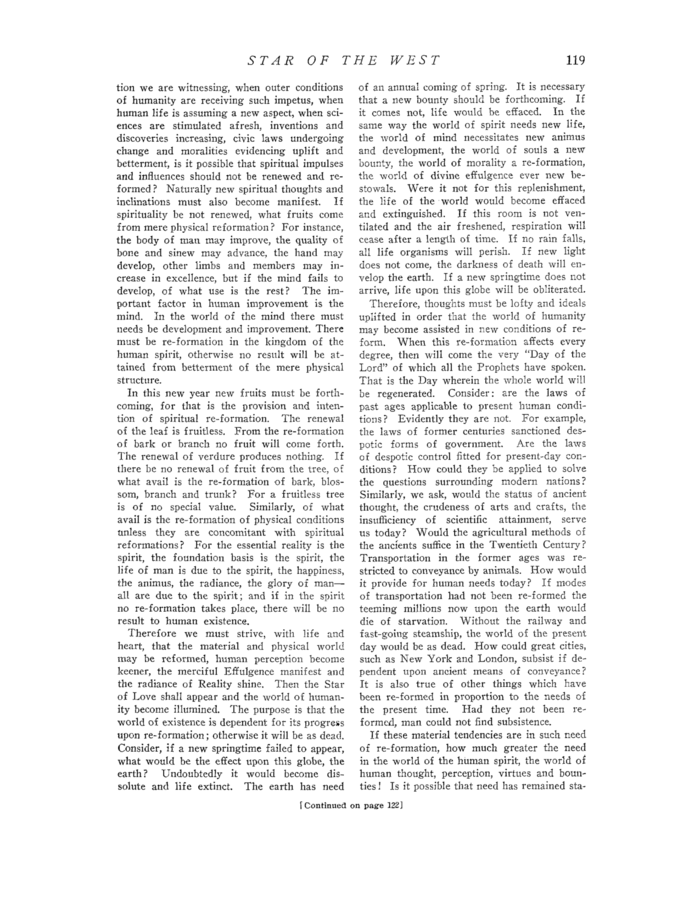 STAR OF THE WEST 119
tion we are witnessing, when outer conditions
of humanity are receiving such impetus, when
human life is assuming a new aspect, when sci-
ences are stimulated afresh, inventions and
discoveries increasing, civic laws undergoing
change and moralities evidencing uplift and
betterment, is it possible that spiritual impulses
and influences should not be renewed and re-
formed? Naturally new spiritual thoughts and
inclinations must also become manifest. If
spirituality be not renewed, what fruits come
from mere physical reformation? For instance,
the body of man may improve, the quality of
bone and sinew may advance, the hand may
develop, other limbs and members may in-
crease in excellence, but if the mind fails to
develop, of what use is the rest? The im-
portant factor in human improvement is the
mind. In the world of the mind there must
needs be development and improvement. There
must be re-formation in the kingdom of the
human spirit, otherwise no result will be at-
tained from betterment of the mere physical
structure.
In this new year new fruits must be forth-
coming, for that is the provision and inten-
tion of spiritual re-formation. The renewal
of the leaf is fruitless. From the re-formation
of bark or branch no fruit will come forth.
The renewal of verdure produces nothing. If
there be no renewal of fruit from the tree, of
what avail is the re-formation of bark, blos-
som, branch and trunk? For a fruitless tree
is of no special value. Similarly, of what
avail is the re-formation of physical conditions
unless they are concomitant with spiritual
reformations? For the essential reality is the
spirit, the foundation basis is the spirit, the
life of man is due to the spirit, the happiness,
the animus, the radiance, the glory of man—
all are due to the spirit; and if in the spirit
no re-formation takes place, there will be no
result to human existence.
Therefore we must strive, with life and
heart, that the material and physical world
may be reformed, human perception become
keener, the merciful Effulgence manifest and
the radiance of Reality shine. Then the Star
of Love shall appear and the world of human-
ity become illumined. The purpose is that the
world of existence is dependent for its progress
upon re-formation; otherwise it will be as dead.
Consider, if a new springtime failed to appear,
what would be the effect upon this globe, the
earth? Undoubtedly it would become dis-
solute and life extinct. The earth has need
of an annual coming of spring. It is necessary
that a new bounty should be forthcoming. If
it comes not, life would be effaced. In the
same way the world of spirit needs new life,
the world of mind necessitates new animus
and development, the world of souls a new
bounty, the world of morality a re-formation,
the world of divine effulgence ever new be-
stowals. Were it not for this replenishment,
the life of the world would become effaced
and extinguished. If this room is not ven-
tilated and the air freshened, respiration will
cease after a length of time. If no rain falls,
all life organisms will perish. If new light
does not come, the darkness of death will en-
velop the earth. If a new springtime does not
arrive, life upon this globe will be obliterated.
Therefore, thoughts must be lofty and ideals
uplifted in order that the world of humanity
may become assisted in new conditions of re-
form. When this re-formation affects every
degree, then will come the very "Day of the
Lord" of which all the Prophets have spoken.
That is the Day wherein the whole world will
be regenerated. Consider: are the laws of
past ages applicable to present human condi-
tions? Evidently they are not. For example,
the laws of former centuries sanctioned des-
potic forms of government. Are the laws
of despotic control fitted for present-day con-
ditions? How could they be applied to solve
the questions surrounding modern nations?
Similarly, we ask, would the status of ancient
thought, the crudeness of arts and crafts, the
insufficiency of scientific attainment, serve
us today? Would the agricultural methods of
the ancients suffice in the Twentieth Century?
Transportation in the former ages was re-
stricted to conveyance by animals. How would
it provide for human needs today? If modes
of transportation had not been re-formed the
teeming millions now upon the earth would
die of starvation. Without the railway and
fast-going steamship, the world of the present
day would be as dead. How could great cities,
such as New York and London, subsist if de-
pendent upon ancient means of conveyance?
It is also true of other things which have
been re-formed in proportion to the needs of
the present time. Had they not been re-
formed, man could not find subsistence.
If these material tendencies are in such need
of re-formation, how much greater the need
in the world of the human spirit, the world of
human thought, perception, virtues and boun-
ties! Is it possible that need has remained sta-
[Continued on page 122]